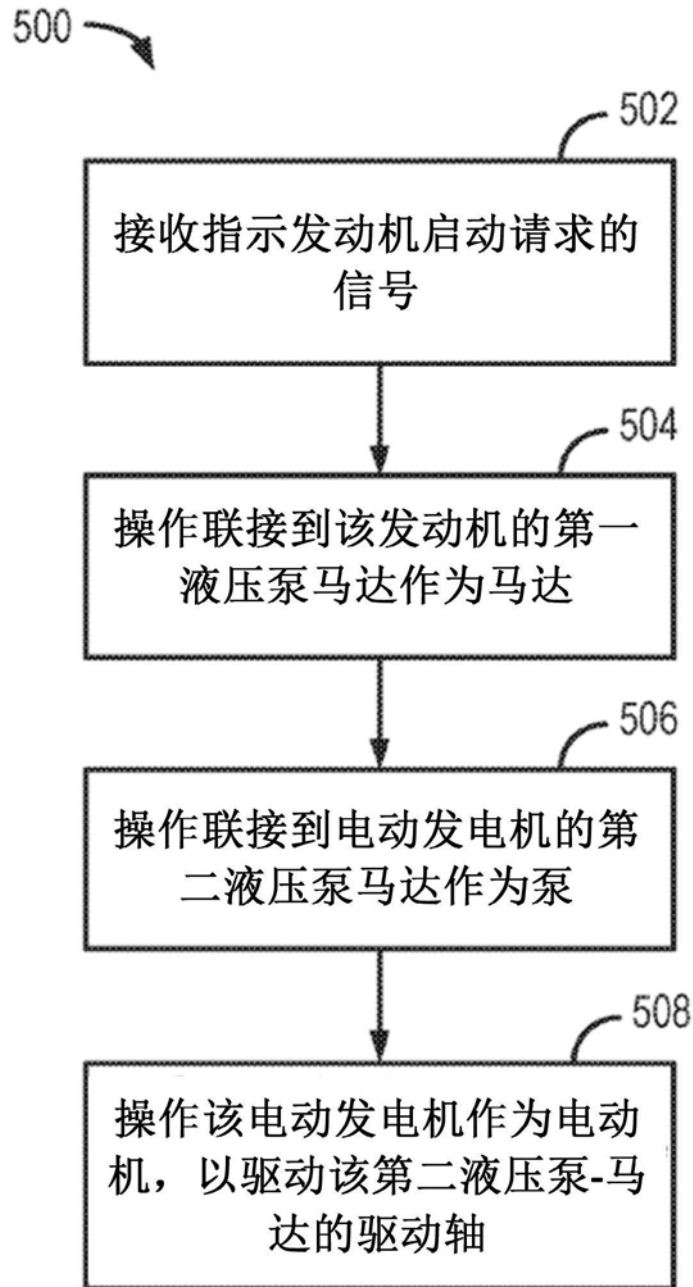 500
502
接收指示发动机启动请求的
信号
504
操作联接到该发动机的第一
液压泵马达作为马达
506
操作联接到电动发电机的第
二液压泵马达作为泵
508
操作该电动发电机作为电动
机，以驱动该第二液压泵-马
达的驱动轴